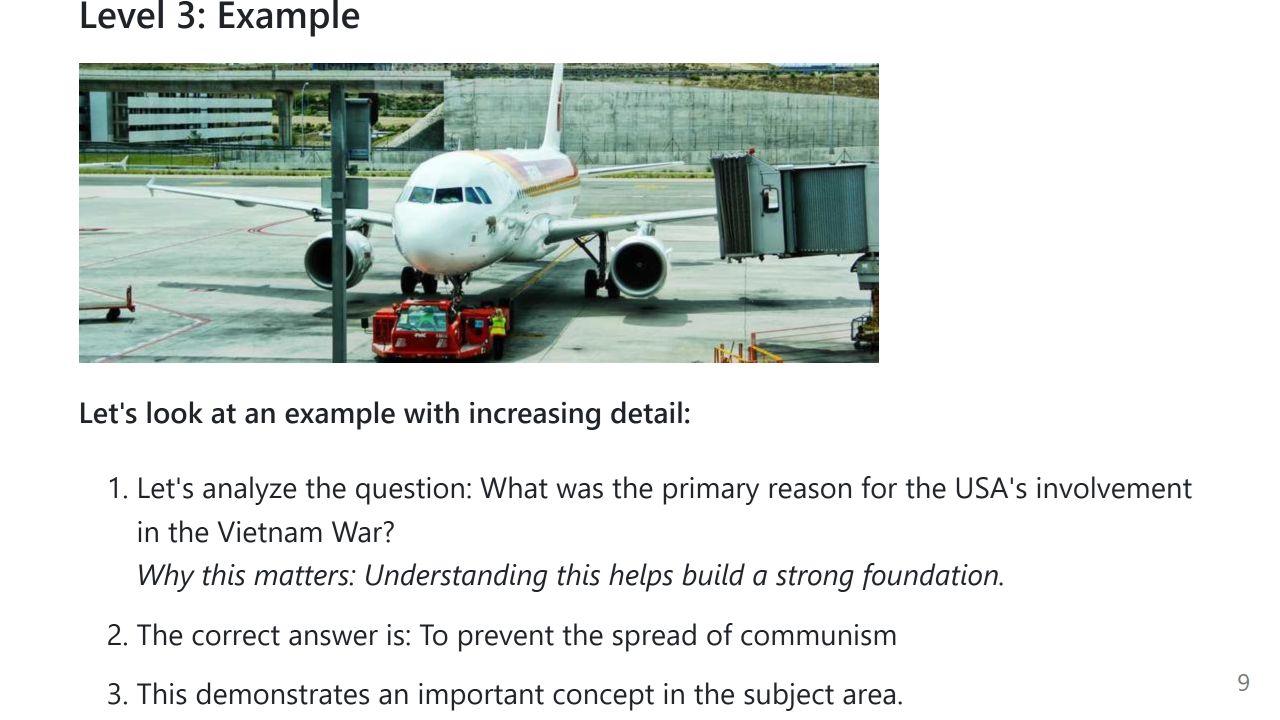 Level 3: Example
Let's look at an example with increasing detail:
1. Let's analyze the question: What was the primary reason for the USA's involvement
in the Vietnam War?
Why this matters: Understanding this helps build a strong foundation.
2. The correct answer is: To prevent the spread of communism
3. This demonstrates an important concept in the subject area.
9